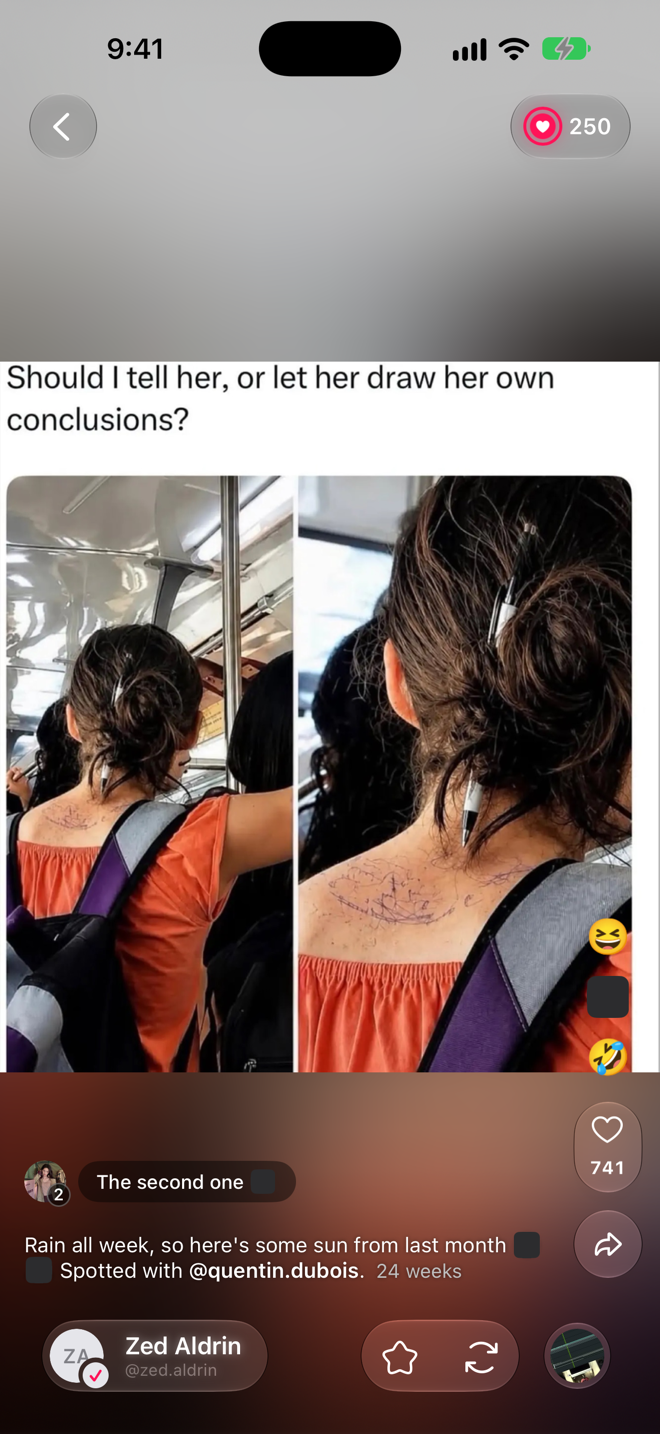 9:41
250
Should I tell her, or let her draw her own
conclusions?
2
The second one
741
Rain all week, so here's some sun from last month
Spotted with @quentin.dubois. 24 weeks
ZA
Zed Aldrin
@zed.aldrin